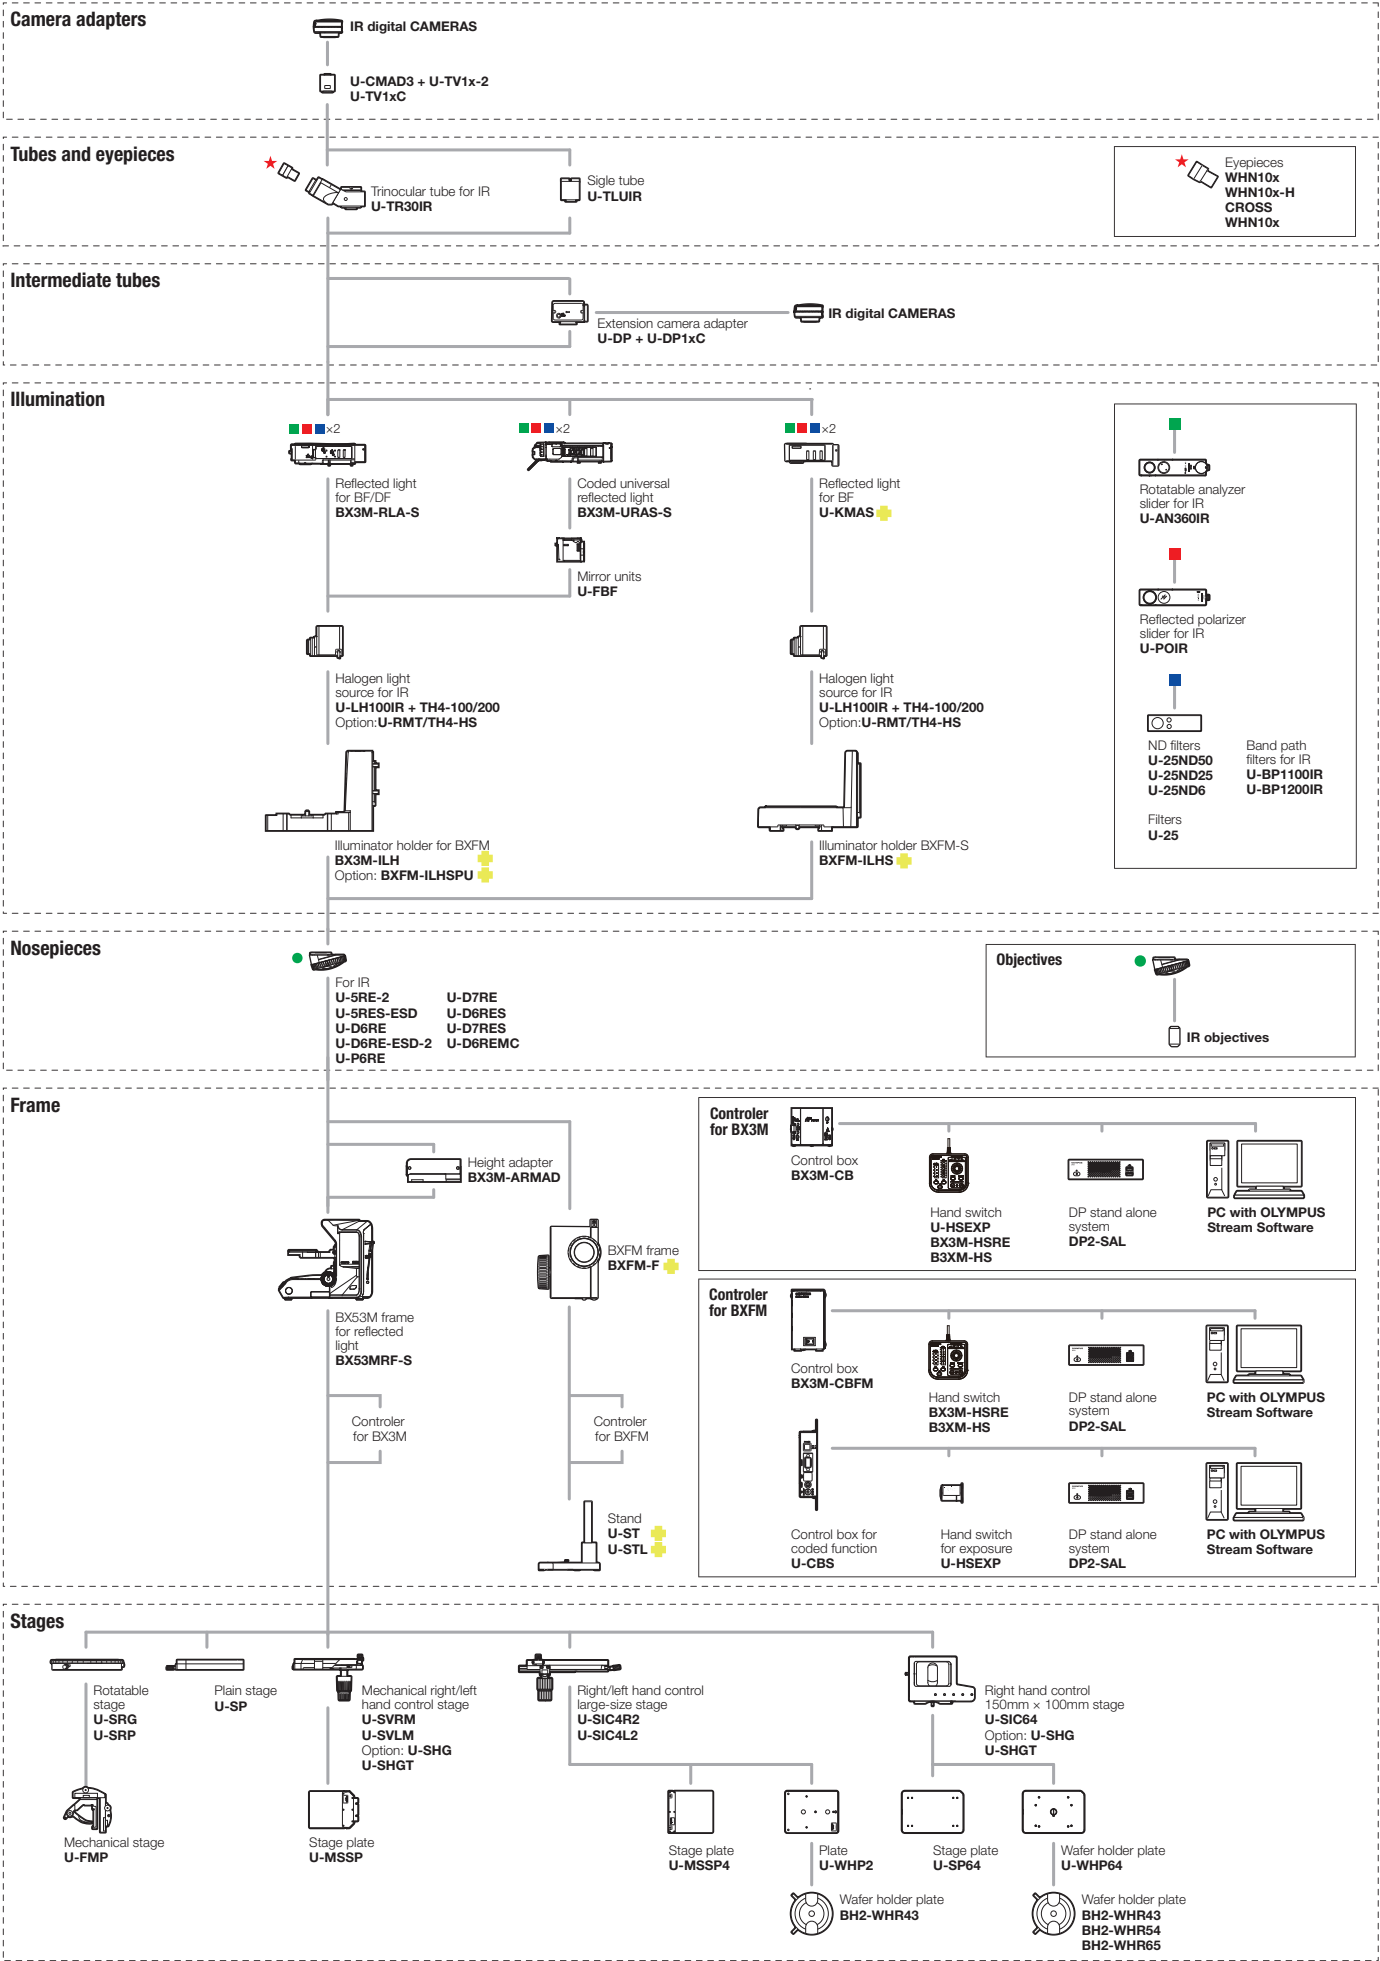 Camera adapters
IR digital CAMERAS
U-CMAD3 + U-TV1x-2
U-TV1xC
Tubes and eyepieces
Trinocular tube for IR
U-TR30IR
Sigle tube
U-TLUIR
Eyepieces
WHN10x
WHN10x-H
CROSS
WHN10x
Intermediate tubes
Extension camera adapter
U-DP + U-DP1xC
IR digital CAMERAS
Illumination
×2
Reflected light
for BF/DF
BX3M-RLA-S
×2
Coded universal
reflected light
BX3M-URAS-S
Mirror units
U-FBF
×2
Reflected light
for BF
U-KMAS
Halogen light
source for IR
U-LH100IR + TH4-100/200
Option:U-RMT/TH4-HS
Halogen light
source for IR
U-LH100IR + TH4-100/200
Option:U-RMT/TH4-HS
Illuminator holder for BXFM
BX3M-ILH
Option: BXFM-ILHSPU
Illuminator holder BXFM-S
BXFM-ILHS
Rotatable analyzer
slider for IR
U-AN360IR
Reflected polarizer
slider for IR
U-POIR
ND filters
U-25ND50
U-25ND25
U-25ND6
Band path
filters for IR
U-BP1100IR
U-BP1200IR
Filters
U-25
Nosepieces
For IR
U-5RE-2
U-5RES-ESD
U-D6RE
U-D6RE-ESD-2
U-P6RE
U-D7RE
U-D6RES
U-D7RES
U-D6REMC
Objectives
IR objectives
Frame
Height adapter
BX3M-ARMAD
BX53M frame
for reflected
light
BX53MRF-S
BXFM frame
BXFM-F
Controler
for BX3M
Controler
for BXFM
Stand
U-ST
U-STL
Controler
for BX3M
Control box
BX3M-CB
Hand switch
U-HSEXP
BX3M-HSRE
B3XM-HS
DP stand alone
system
DP2-SAL
PC with OLYMPUS
Stream Software
Controler
for BXFM
Control box
BX3M-CBFM
Hand switch
BX3M-HSRE
B3XM-HS
DP stand alone
system
DP2-SAL
PC with OLYMPUS
Stream Software
Control box for
coded function
U-CBS
Hand switch
for exposure
U-HSEXP
DP stand alone
system
DP2-SAL
PC with OLYMPUS
Stream Software
Stages
Rotatable
stage
U-SRG
U-SRP
Plain stage
U-SP
Mechanical right/left
hand control stage
U-SVRM
U-SVLM
Option: U-SHG
U-SHGT
Right/left hand control
large-size stage
U-SIC4R2
U-SIC4L2
Right hand control
150mm × 100mm stage
U-SIC64
Option: U-SHG
U-SHGT
Mechanical stage
U-FMP
Stage plate
U-MSSP
Stage plate
U-MSSP4
Plate
U-WHP2
Stage plate
U-SP64
Wafer holder plate
U-WHP64
Wafer holder plate
BH2-WHR43
Wafer holder plate
BH2-WHR43
BH2-WHR54
BH2-WHR65